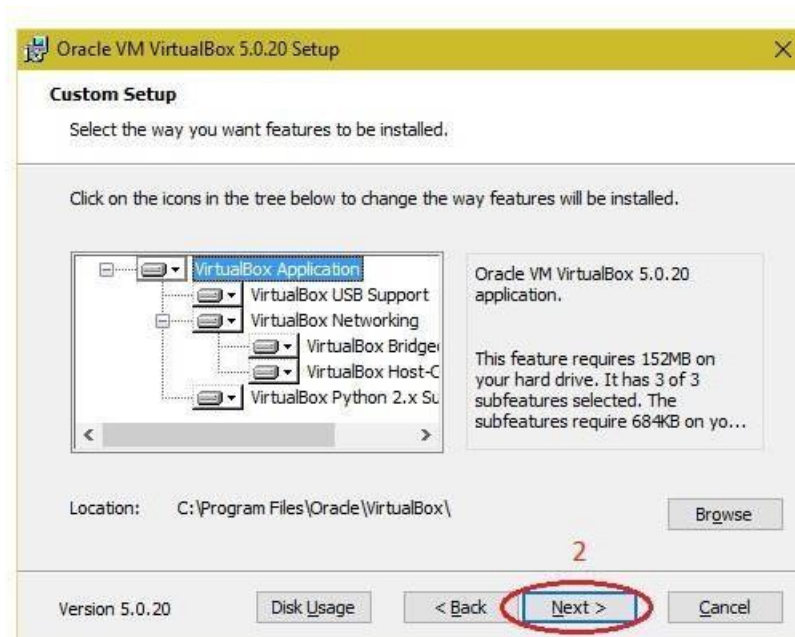 Oracle VM VirtualBox 5.0.20 Setup
Custom Setup
Select the way you want features to be installed.
Click on the icons in the tree below to change the way features will be installed.
VirtualBox Application
VirtualBox USB Support
VirtualBox Networking
VirtualBox Bridge
VirtualBox Host-C
VirtualBox Python 2.x Su
Oracle VM VirtualBox 5.0.20
application.
This feature requires 152MB on
your hard drive. It has 3 of 3
subfeatures selected. The
subfeatures require 684KB on yo...
Location: C:\Program Files\Oracle\VirtualBox\
Browse
2
Version 5.0.20
Disk Usage
< Back
Next >
Cancel